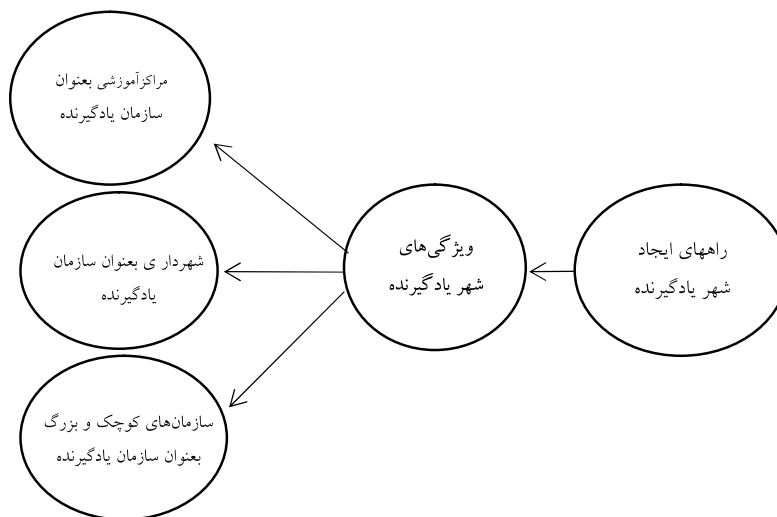 راههای ایجاد
شهر یادگیرنده
ویژگی‌های
شهر یادگیرنده
مراکزآموزشی بعنوان
سازمان یادگیرنده
شهردار ی بعنوان سازمان
یادگیرنده
سازمان‌های کوچک و بزرگ
بعنوان سازمان یادگیرنده